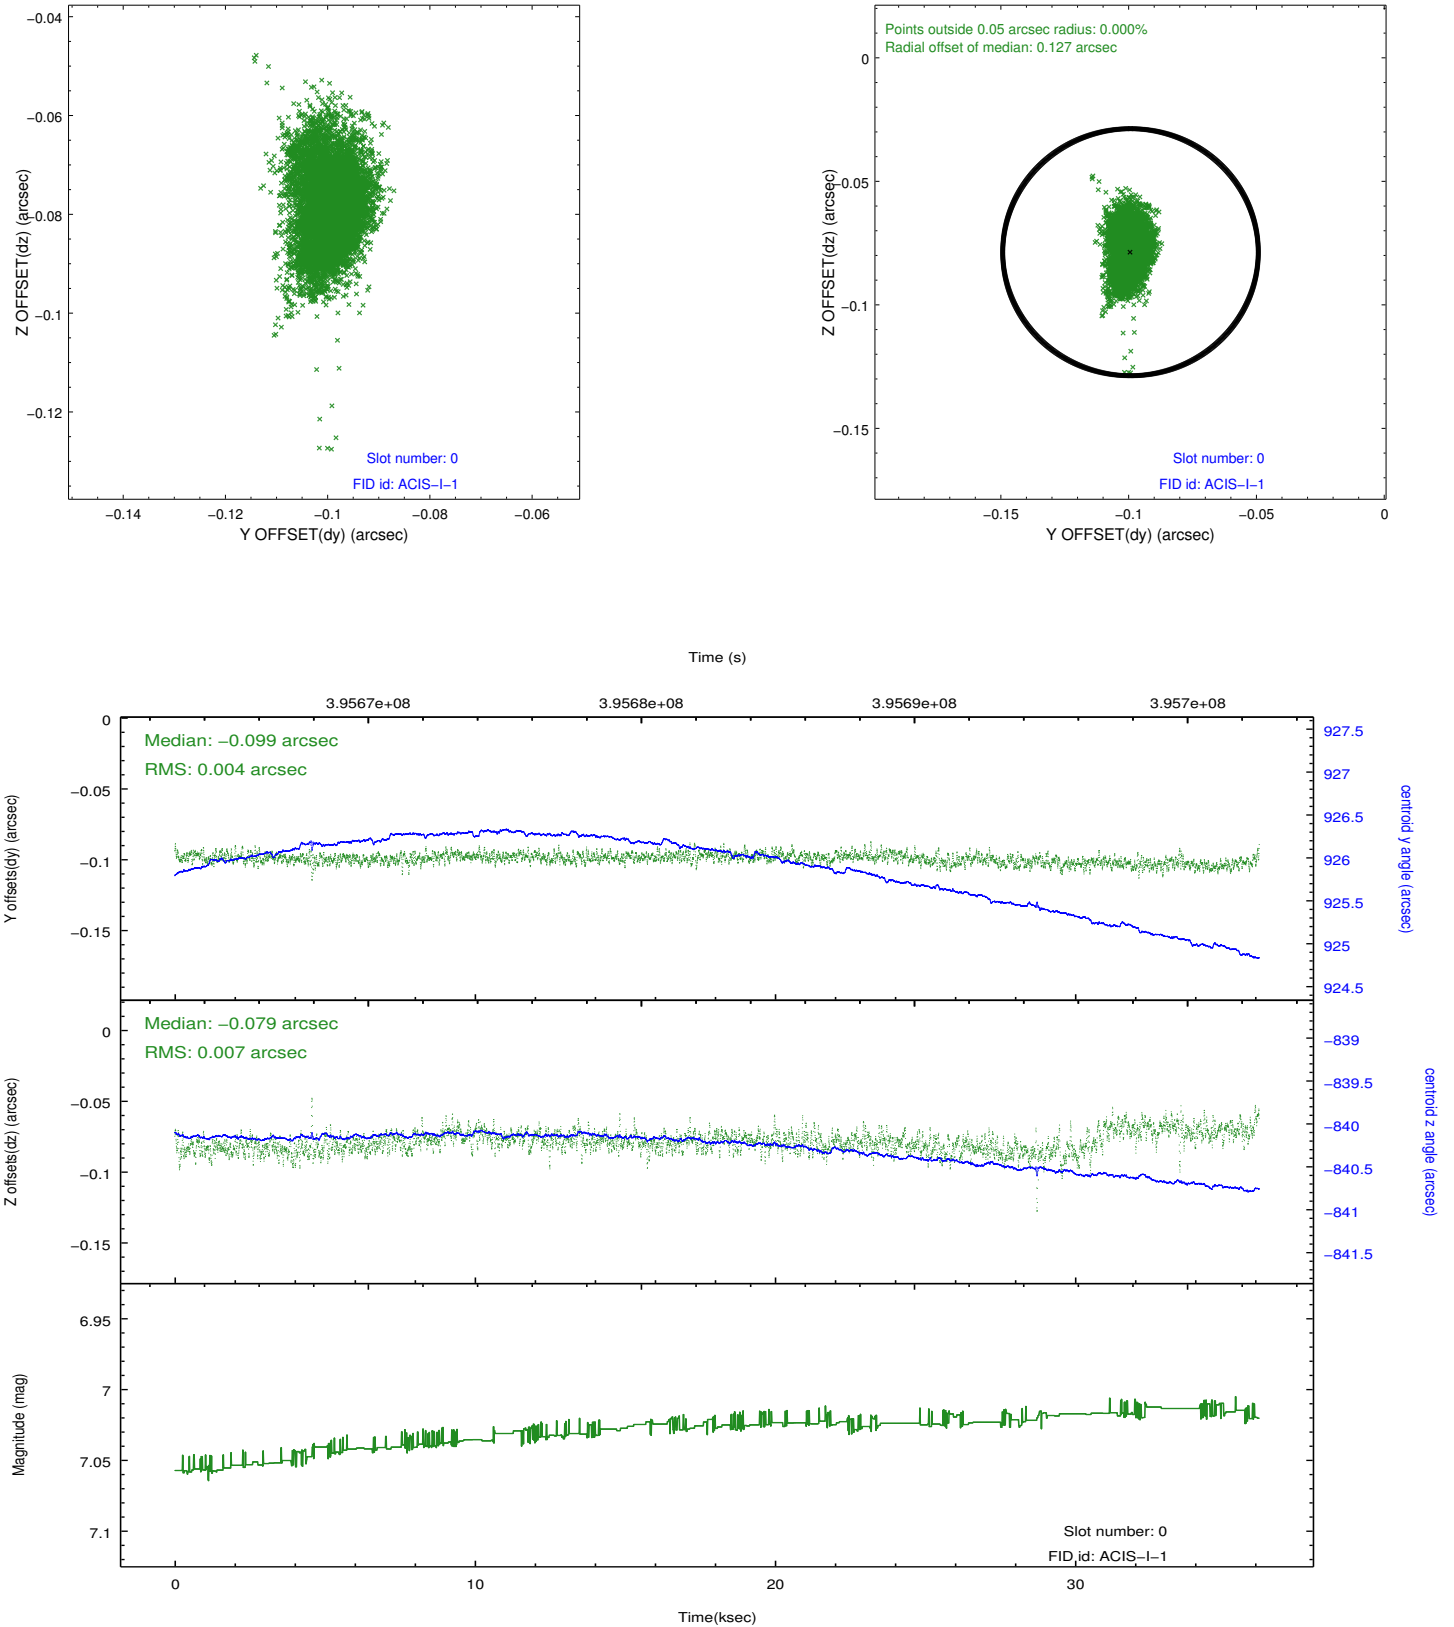 −0.04
−0.06
−0.08
−0.1
−0.12
Z OFFSET(dz) (arcsec)
Slot number: 0
FID id: ACIS−I−1
−0.14
−0.12
−0.1
−0.08
−0.06
Y OFFSET(dy) (arcsec)
Points outside 0.05 arcsec radius: 0.000%
Radial offset of median: 0.127 arcsec
0
−0.05
−0.1
−0.15
Z OFFSET(dz) (arcsec)
Slot number: 0
FID id: ACIS−I−1
−0.15
−0.1
−0.05
0
Y OFFSET(dy) (arcsec)
Time (s)
3.9567e+08
3.9568e+08
3.9569e+08
3.957e+08
Median: −0.099 arcsec
RMS: 0.004 arcsec
0
−0.05
−0.1
−0.15
Y offsets(dy) (arcsec)
927.5
927
926.5
926
925.5
925
924.5
centroid y angle (arcsec)
Median: −0.079 arcsec
RMS: 0.007 arcsec
0
−0.05
−0.1
−0.15
Z offsets(dz) (arcsec)
−839
−839.5
−840
−840.5
−841
−841.5
centroid z angle (arcsec)
6.95
7
7.05
7.1
Magnitude (mag)
Slot number: 0
FID id: ACIS−I−1
0
10
20
30
Time(ksec)